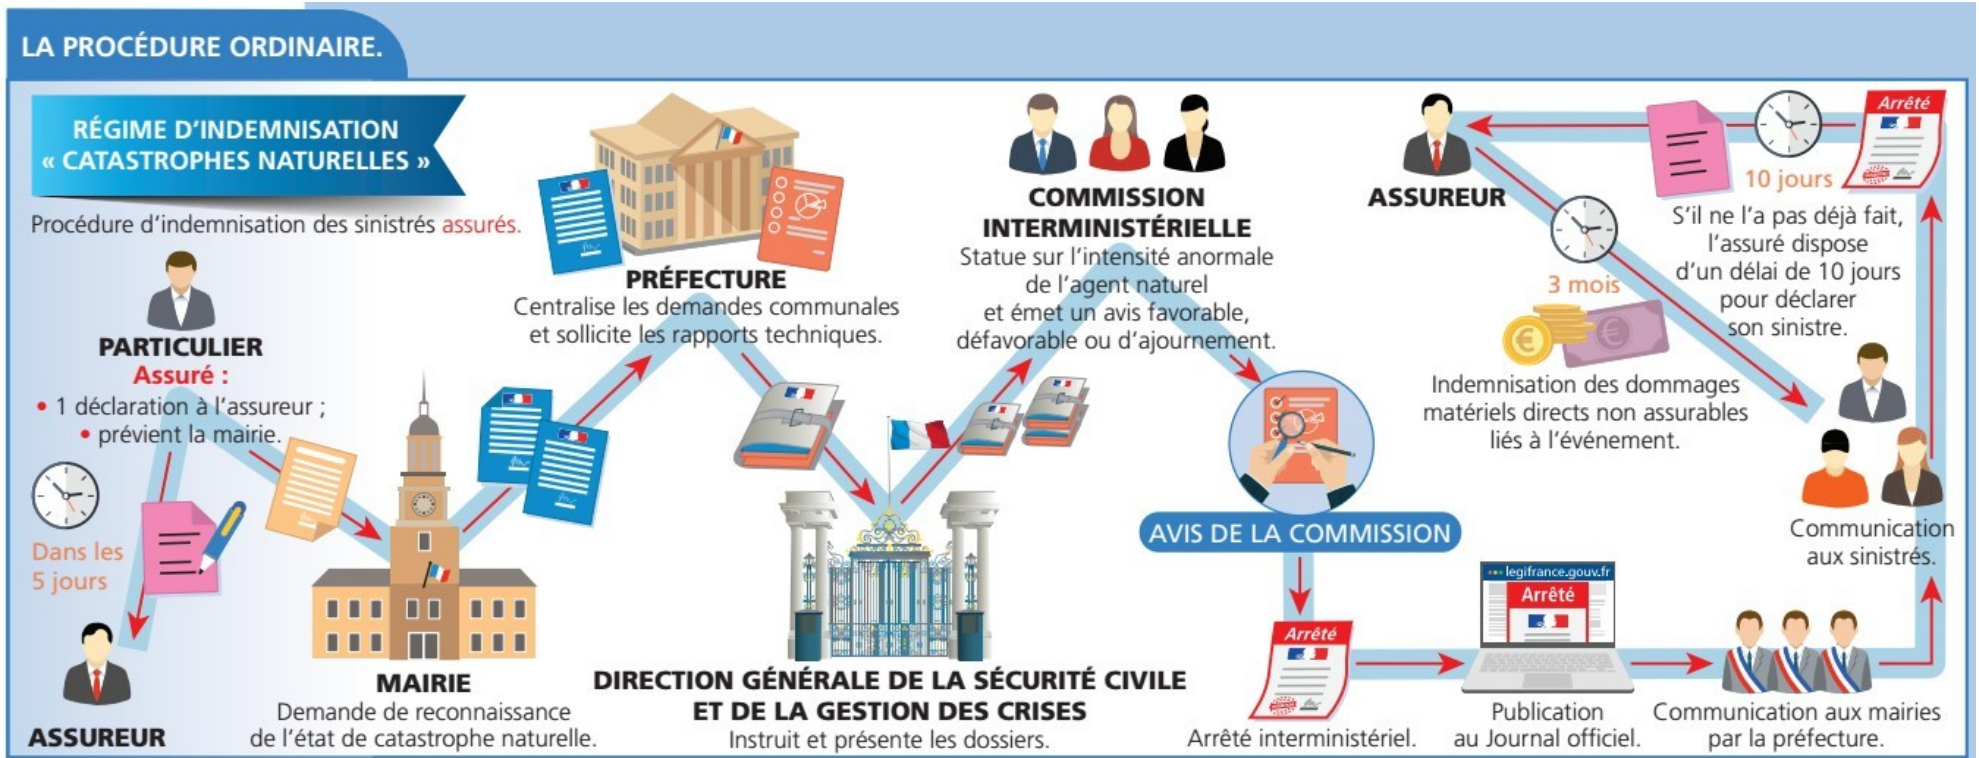 LA PROCÉDURE ORDINAIRE.
RÉGIME D'INDEMNISATION
« CATASTROPHES NATURELLES »
Procédure d'indemnisation des sinistrés assurés.
PARTICULIER
Assuré :
• 1 déclaration à l'assureur ;
• prévient la mairie.
Dans les
5 jours
ASSUREUR
MAIRIE
Demande de reconnaissance
de l'état de catastrophe naturelle.
PRÉFECTURE
Centralise les demandes communales
et sollicite les rapports techniques.
DIRECTION GÉNÉRALE DE LA SÉCURITÉ CIVILE
ET DE LA GESTION DES CRISES
Instruit et présente les dossiers.
COMMISSION
INTERMINISTÉRIELLE
Statue sur l'intensité anormale
de l'agent naturel
et émet un avis favorable,
défavorable ou d'ajournement.
AVIS DE LA COMMISSION
Arrêté
Arrêté interministériel.
legifrance.gouv.fr
Arrêté
Publication
au Journal officiel.
Communication aux mairies
par la préfecture.
Communication
aux sinistrés.
Arrêté
10 jours
S'il ne l'a pas déjà fait,
l'assuré dispose
d'un délai de 10 jours
pour déclarer
son sinistre.
ASSUREUR
3 mois
Indemnisation des dommages
matériels directs non assurables
liés à l'événement.